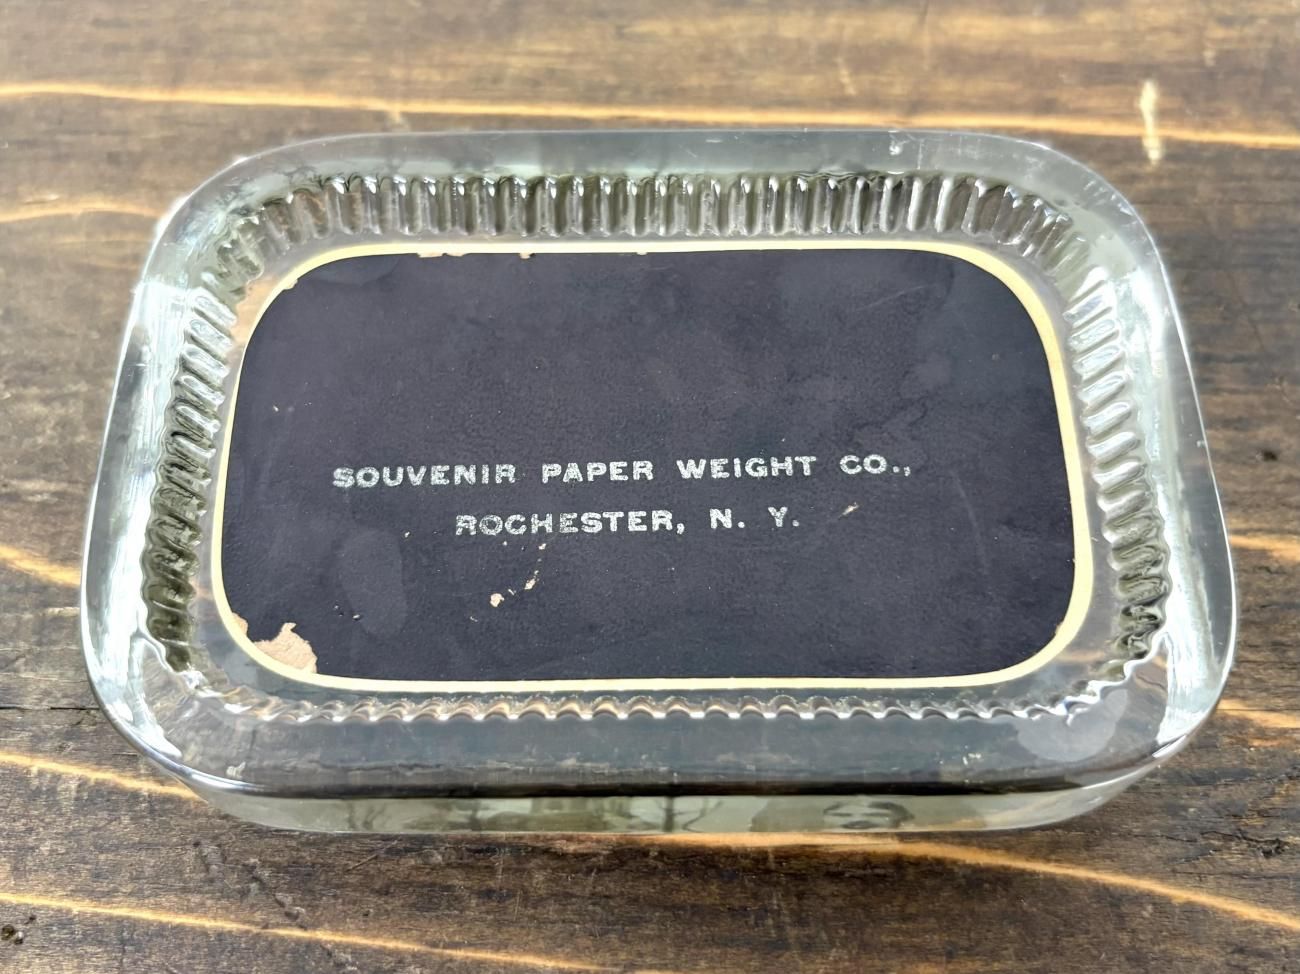 SOUVENIR PAPER WEIGHT CO.,
ROCHESTER, N. Y.